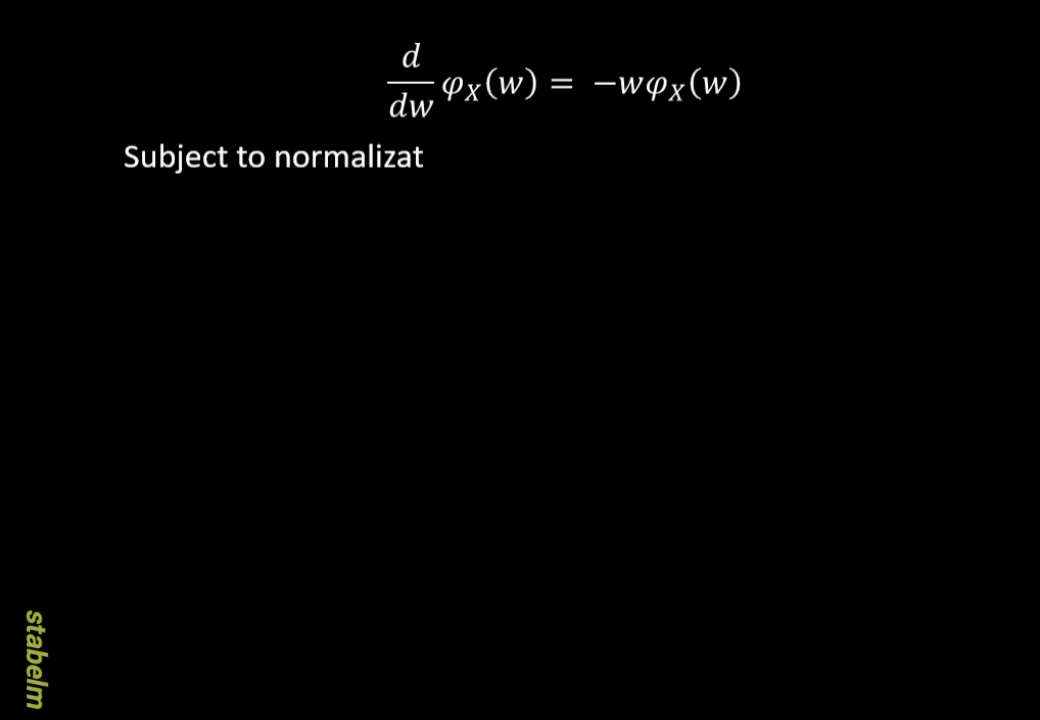 d/dw φ_X(w) = −wφ_X(w)
Subject to normalizat
stabelm